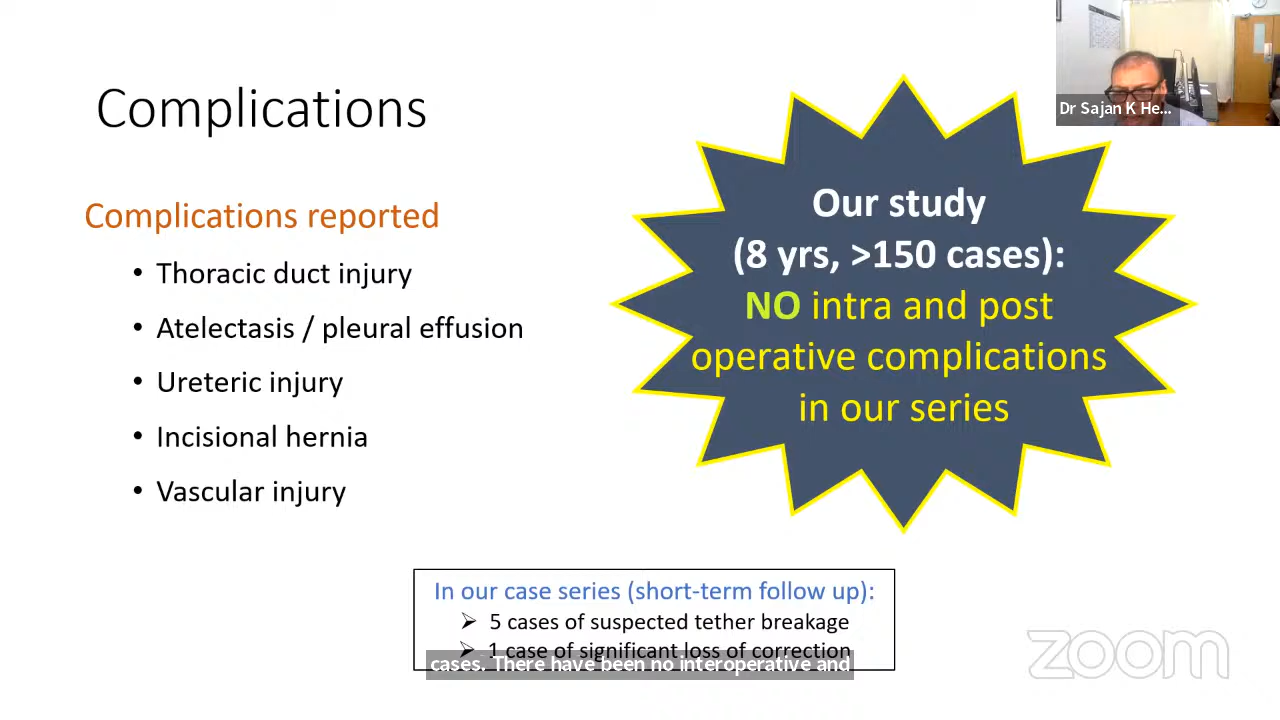 Complications
Complications reported
• Thoracic duct injury
• Atelectasis / pleural effusion
• Ureteric injury
• Incisional hernia
• Vascular injury
Our study
(8 yrs, >150 cases):
NO intra and post
operative complications
in our series
In our case series (short-term follow up):
➢ 5 cases of suspected tether breakage
➢ 1 case of significant loss of correction
cases. There have been no interoperative and
Dr Sajan K He...
zoom